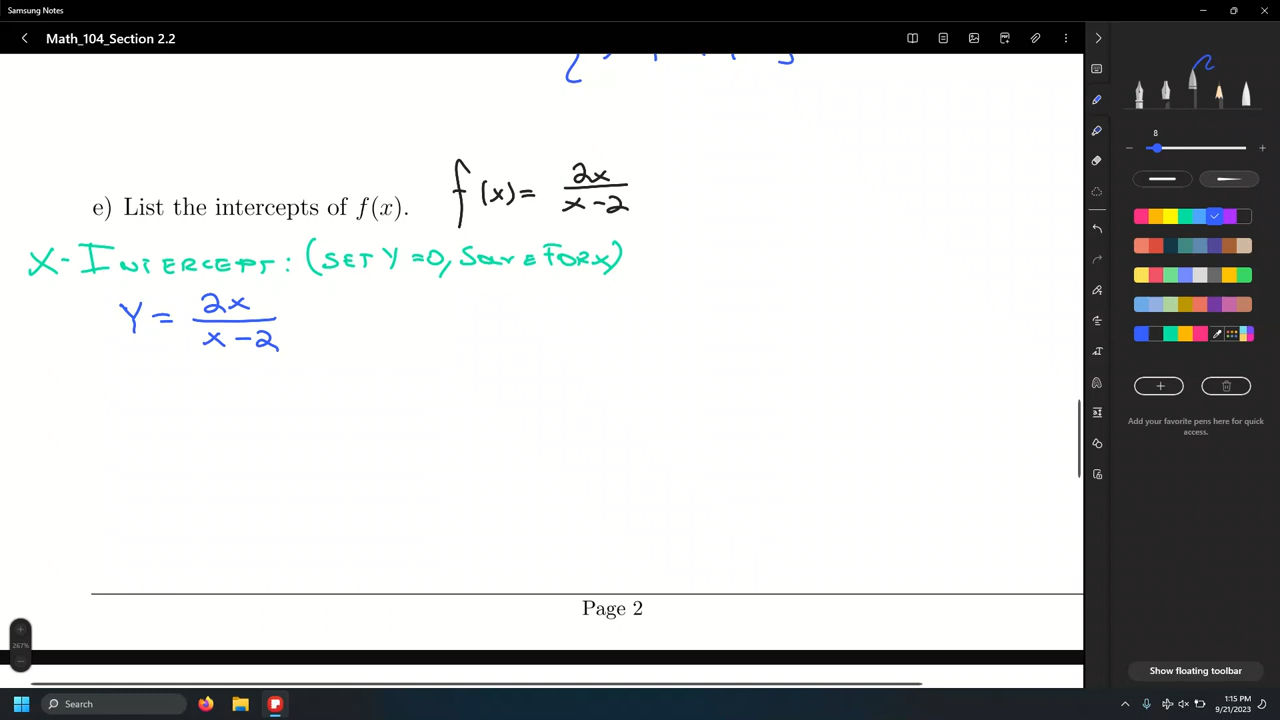 Samsung Notes
Math_104_Section 2.2
8
e) List the intercepts of f(x). f(x) = 2x / x-2
X-INTERCEPT: (SET Y=0, SOLVE FOR X)
Y = 2x / x-2
Page 2
267%
Add your favorite pens here for quick access.
Show floating toolbar
Search
1:15 PM
9/21/2023